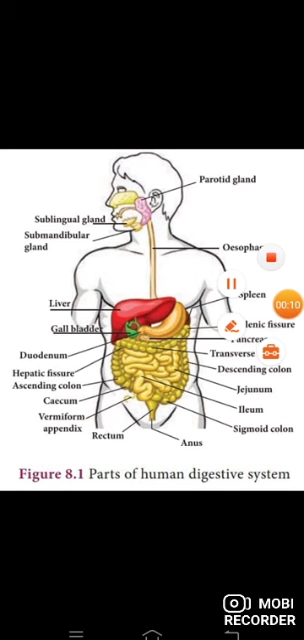 Parotid gland
Sublingual gland
Submandibular
gland
Liver
Gall bladder
Duodenum
Hepatic fissure
Ascending colon
Caecum
Vermiform
appendix
Rectum
Anus
fissure
Transverse
Descending colon
Jejunum
Ileum
Sigmoid colon
00:10
Figure 8.1 Parts of human digestive system
MOBI
RECORDER